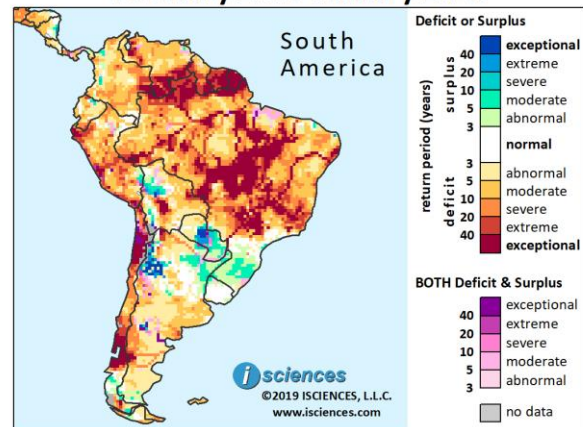 South
America
isciences
©2019 ISCIENCES, L.L.C.
www.isciences.com
Deficit or Surplus
return period (years)
surplus
deficit
exceptional
40
extreme
20
severe
10
moderate
5
abnormal
3
normal
3
abnormal
5
moderate
10
severe
20
extreme
40
exceptional
BOTH Deficit & Surplus
exceptional
40
extreme
20
severe
10
moderate
5
abnormal
3
no data